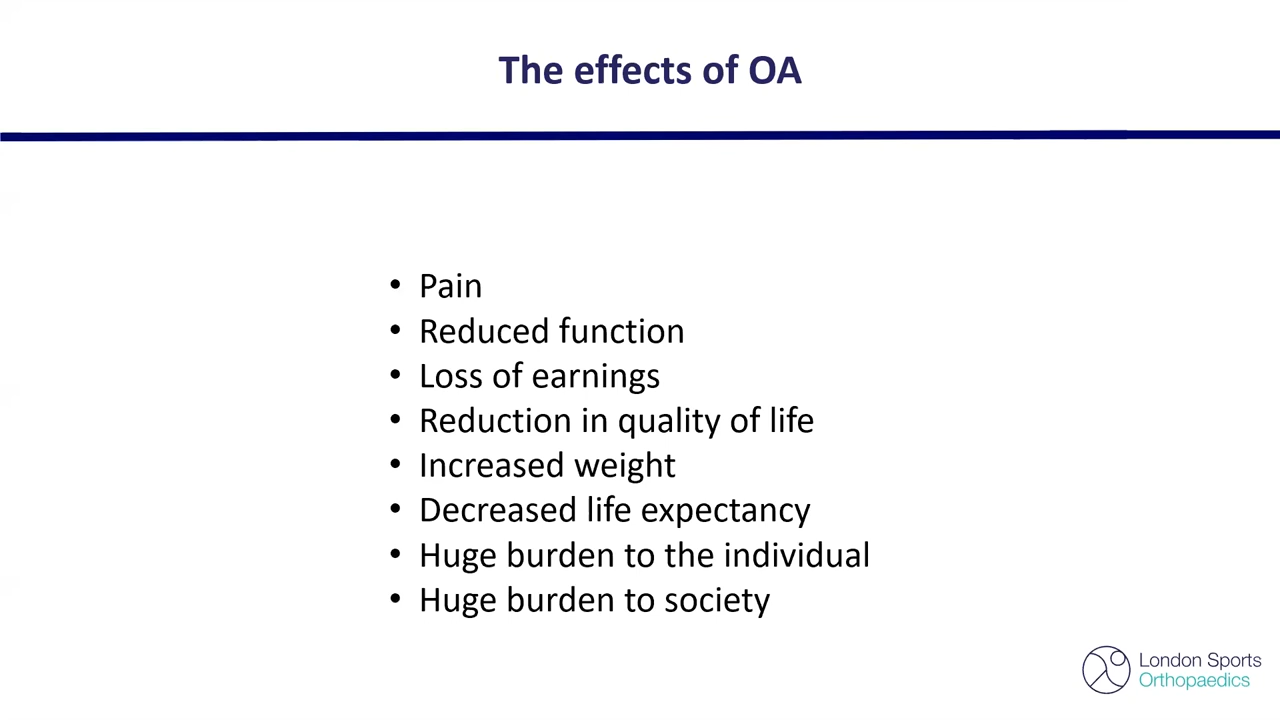 The effects of OA
• Pain
• Reduced function
• Loss of earnings
• Reduction in quality of life
• Increased weight
• Decreased life expectancy
• Huge burden to the individual
• Huge burden to society
London Sports
Orthopaedics